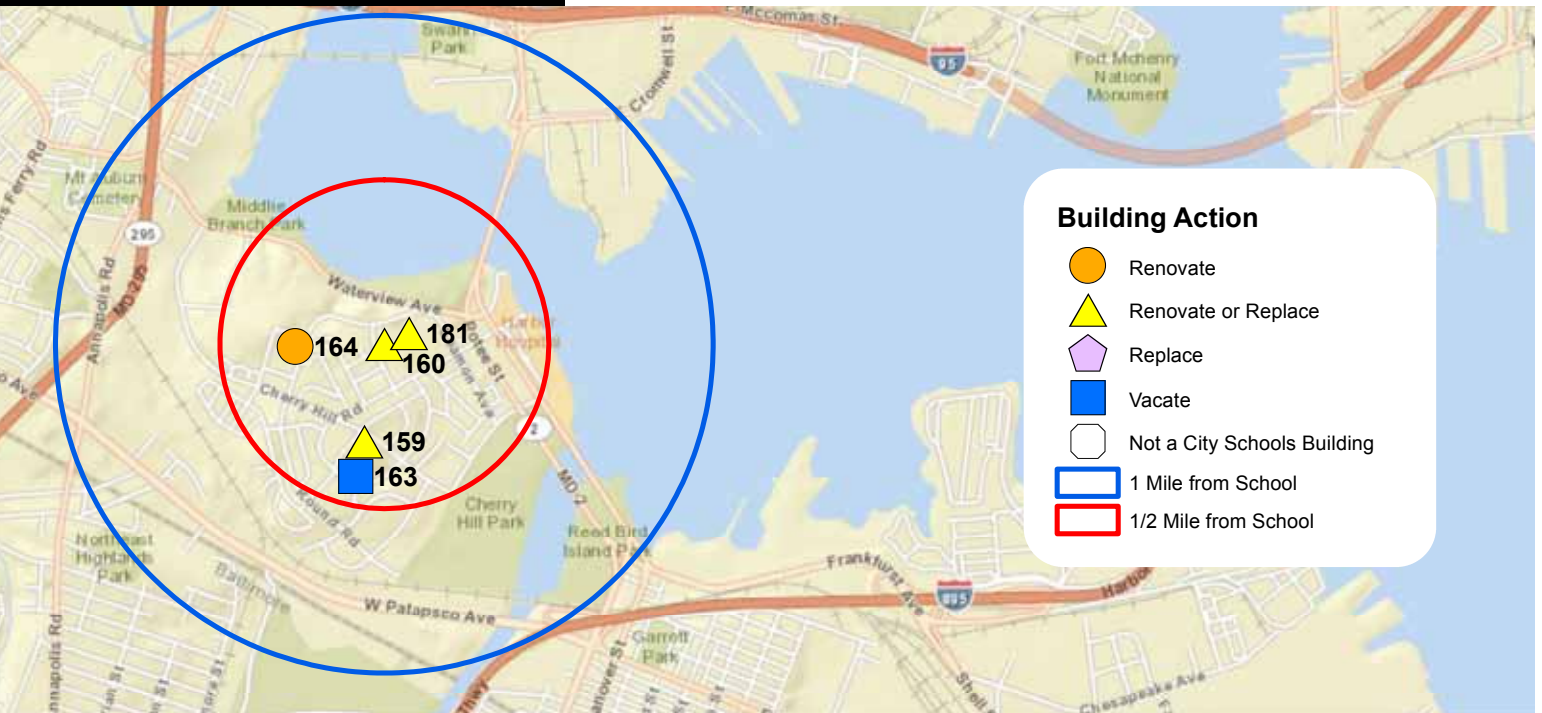 E McComas St.
Swann
Park
95
Fort McHenry
National
Monument
Cromwell St
Mt Auburn
Cemetery
Middle
Branch Park
295
Annapolis Rd
MD-295
Waterview Ave
Harbor
Hospital
Potee St
164
181
160
Cherry Hill Rd
2
159
163
MD-2
Round Rd
Cherry
Hill Park
Reed Bird
Island Park
Northeast
Highlands
Park
Baltimore
W Patapsco Ave
Frankfurst Ave
895
Harbor
Garrett
Park
Chesapeake Ave
Building Action
Renovate
Renovate or Replace
Replace
Vacate
Not a City Schools Building
1 Mile from School
1/2 Mile from School